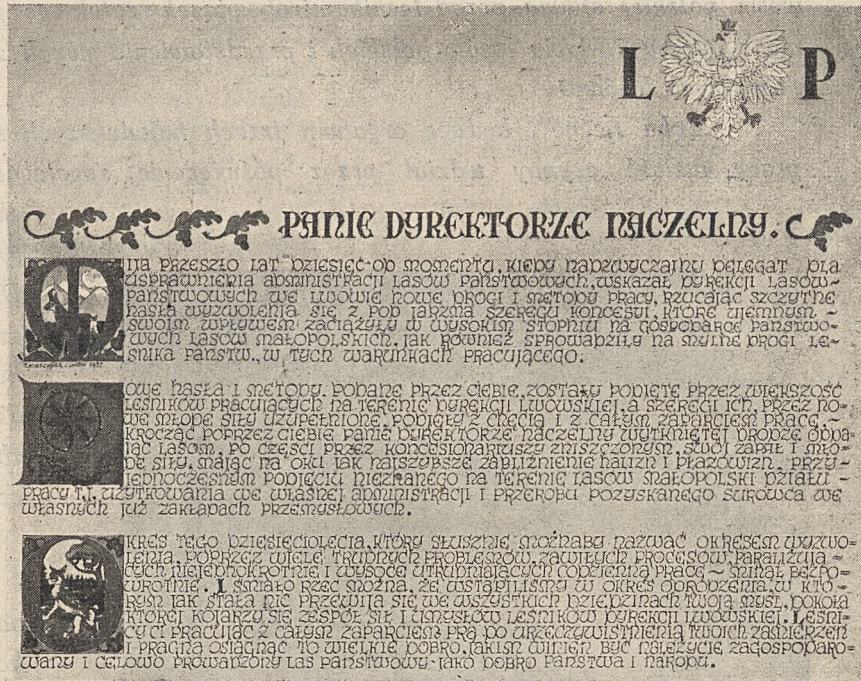 L P
PANIE DYREKTORZE NACZELNY.
MIJA PRZESZŁO LAT DZIESIĘĆ OD MOMENTU, KIEDY NADZWYCZAJNY DELEGAT DLA
USPRAWNIENIA ADMINISTRACJI LASÓW PAŃSTWOWYCH, WSKAZAŁ DYREKCJI LASÓW
PAŃSTWOWYCH WE LWOWIE NOWE DROGI I METODY PRACY, RZUCAJĄC SZCZYTNE
HASŁA WYZWOLENIA SIĘ Z POD JARZMA SZEREGU KONCESYJ, KTÓRE UJEMNYM
SWOIM WPŁYWEM ZACIĄŻYŁY W WYSOKIM STOPNIU NA GOSPODARCE PAŃSTWO-
WYCH LASÓW MAŁOPOLSKICH, JAK RÓWNIEŻ SPROWADZIŁY NA MYLNE DROGI LE-
ŚNIKA PAŃSTW., W TYCH WARUNKACH PRACUJĄCEGO.
NOWE HASŁA I METODY, PODANE PRZEZ CIEBIE, ZOSTAŁY PODJĘTE PRZEZ WIĘKSZOŚĆ
LEŚNIKÓW PRACUJĄCYCH NA TERENIE DYREKCJI LWOWSKIEJ, A SZEREGI ICH, PRZEZ NO-
WE MŁODE SIŁY UZUPEŁNIONE, PODJĘŁY Z CHĘCIĄ I Z CAŁYM ZAPARCIEM PRACĘ, ~
KROCZĄC POPRZEZ CIEBIE PANIE DYREKTORZE NACZELNY WYTKNIĘTEJ DRODZE ODDA-
JĄC LASOM, PO CZĘŚCI PRZEZ KONCESJONARIUSZY ZNISZCZONYM, SWÓJ ZAPAŁ I MŁO-
DE SIŁY, MAJĄC NA OKU JAK NAJSZYBSZE ZABLIŹNIENIE HALIZN I PŁAZOWIZN, PRZY
JEDNOCZESNYM PODJĘCIU NIEZNANEGO NA TERENIE LASÓW MAŁOPOLSKI DZIAŁU
PRACY T.J. UŻYTKOWANIA WE WŁASNEJ ADMINISTRACJI I PRZEROBU POZYSKANEGO SUROWCA WE
WŁASNYCH JUŻ ZAKŁADACH PRZEMYSŁOWYCH.
OKRES TEGO DZIESIĘCIOLECIA, KTÓRY SŁUSZNIE MOŻNABY NAZWAĆ OKRESEM WYZWO-
LENIA, POPRZEZ WIELE TRUDNYCH PROBLEMÓW, ZAWIŁYCH PROCESÓW, PARALIŻUJĄ-
CYCH NIEJEDNOKROTNIE I WYSOCE UTRUDNIAJĄCYCH CODZIENNĄ PRACĘ ~ MINĄŁ BEZPO-
WROTNIE. I ŚMIAŁO RZEC MOŻNA, ŻE WSTĄPILIŚMY W OKRES ODRODZENIA, W KTÓ-
RYM JAK STAŁA NIĆ PRZEWIJA SIĘ WE WSZYSTKICH DZIEDZINACH TWOJA MYŚL, DOKOŁA
KTÓREJ KOJARZY SIĘ ZESPÓŁ SIŁ I UMYSŁÓW LEŚNIKÓW DYREKCJI LWOWSKIEJ. LEŚNI-
CY CI PRACUJĄC Z CAŁYM ZAPARCIEM PRĄ DO URZECZYWISTNIENIA TWOICH ZAMIERZEŃ
I PRAGNĄ OSIĄGNĄĆ TO WIELKIE DOBRO, JAKIM WINIEN BYĆ NALEŻYCIE ZAGOSPODARO-
WANY I CELOWO PROWADZONY LAS PAŃSTWOWY JAKO DOBRO PAŃSTWA I NARODU.